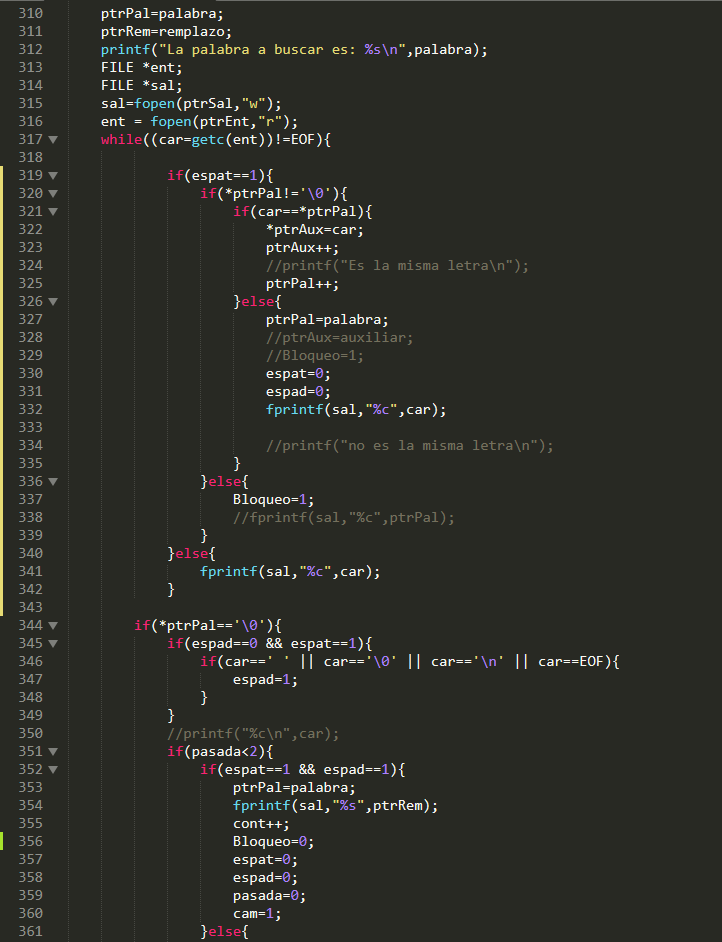 310 ptrPal=palabra;
311 ptrRem=remplazo;
312 printf("La palabra a buscar es: %s\n",palabra);
313 FILE *ent;
314 FILE *sal;
315 sal=fopen(ptrSal,"w");
316 ent = fopen(ptrEnt,"r");
317 while((car=getc(ent))!=EOF){
318
319 if(espat==1){
320 if(*ptrPal!='\0'){
321 if(car==*ptrPal){
322 *ptrAux=car;
323 ptrAux++;
324 //printf("Es la misma letra\n");
325 ptrPal++;
326 }else{
327 ptrPal=palabra;
328 //ptrAux=auxiliar;
329 //Bloqueo=1;
330 espat=0;
331 espad=0;
332 fprintf(sal,"%c",car);
333
334 //printf("no es la misma letra\n");
335 }
336 }else{
337 Bloqueo=1;
338 //fprintf(sal,"%c",ptrPal);
339 }
340 }else{
341 fprintf(sal,"%c",car);
342 }
343
344 if(*ptrPal=='\0'){
345 if(espad==0 && espat==1){
346 if(car==' ' || car=='\0' || car=='\n' || car==EOF){
347 espad=1;
348 }
349 }
350 //printf("%c\n",car);
351 if(pasada<2){
352 if(espat==1 && espad==1){
353 ptrPal=palabra;
354 fprintf(sal,"%s",ptrRem);
355 cont++;
356 Bloqueo=0;
357 espat=0;
358 espad=0;
359 pasada=0;
360 cam=1;
361 }else{